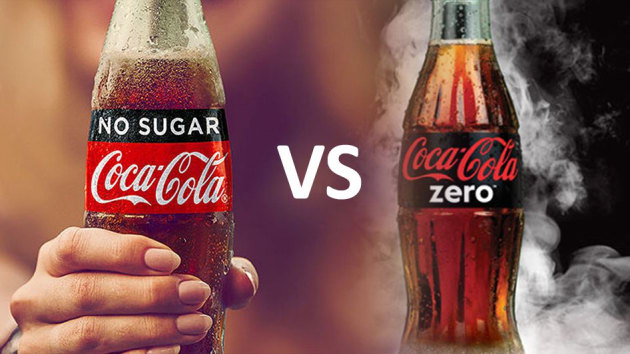 NO SUGAR
Coca-Cola
VS
Coca-Cola
zero